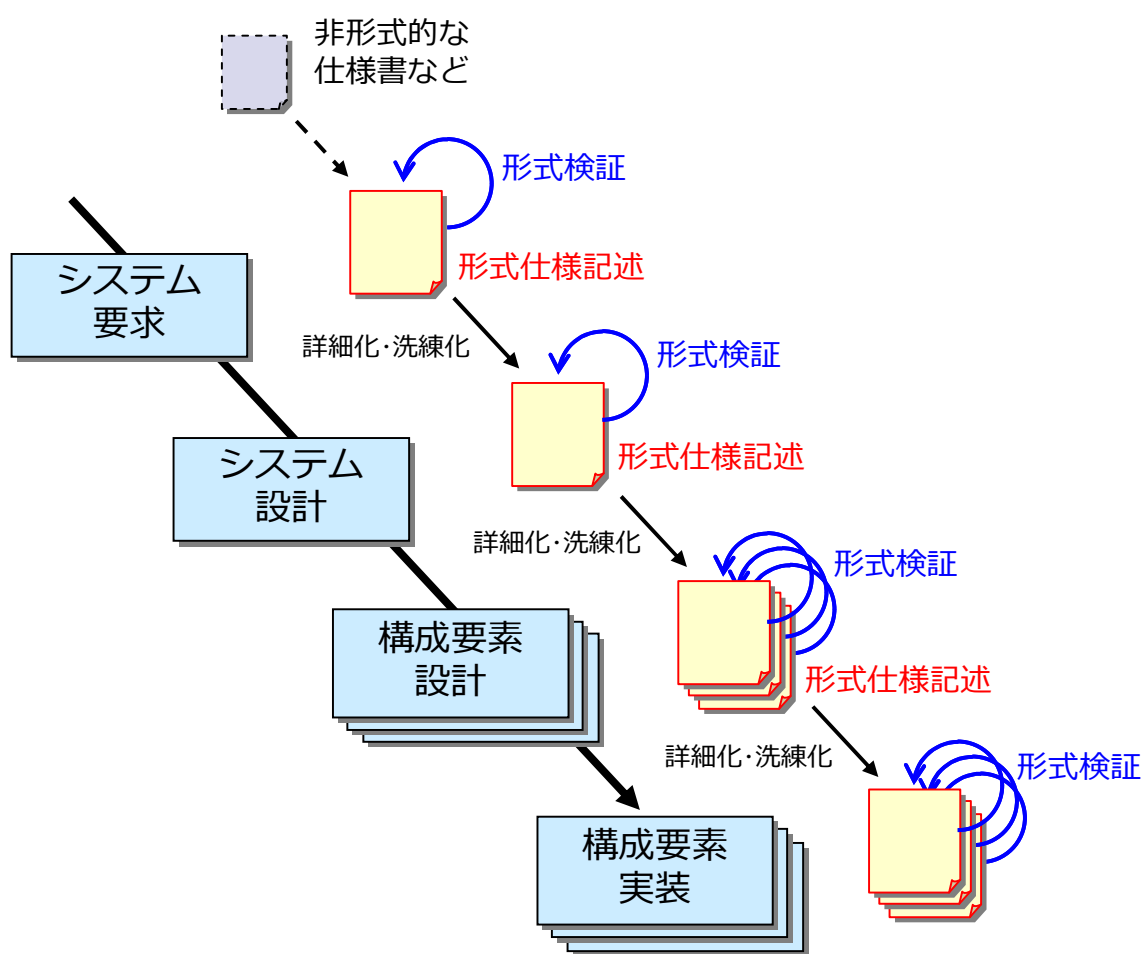 非形式的な
仕様書など
形式検証
形式仕様記述
システム
要求
詳細化･洗練化
形式検証
形式仕様記述
システム
設計
詳細化･洗練化
形式検証
形式仕様記述
構成要素
設計
詳細化･洗練化
形式検証
構成要素
実装